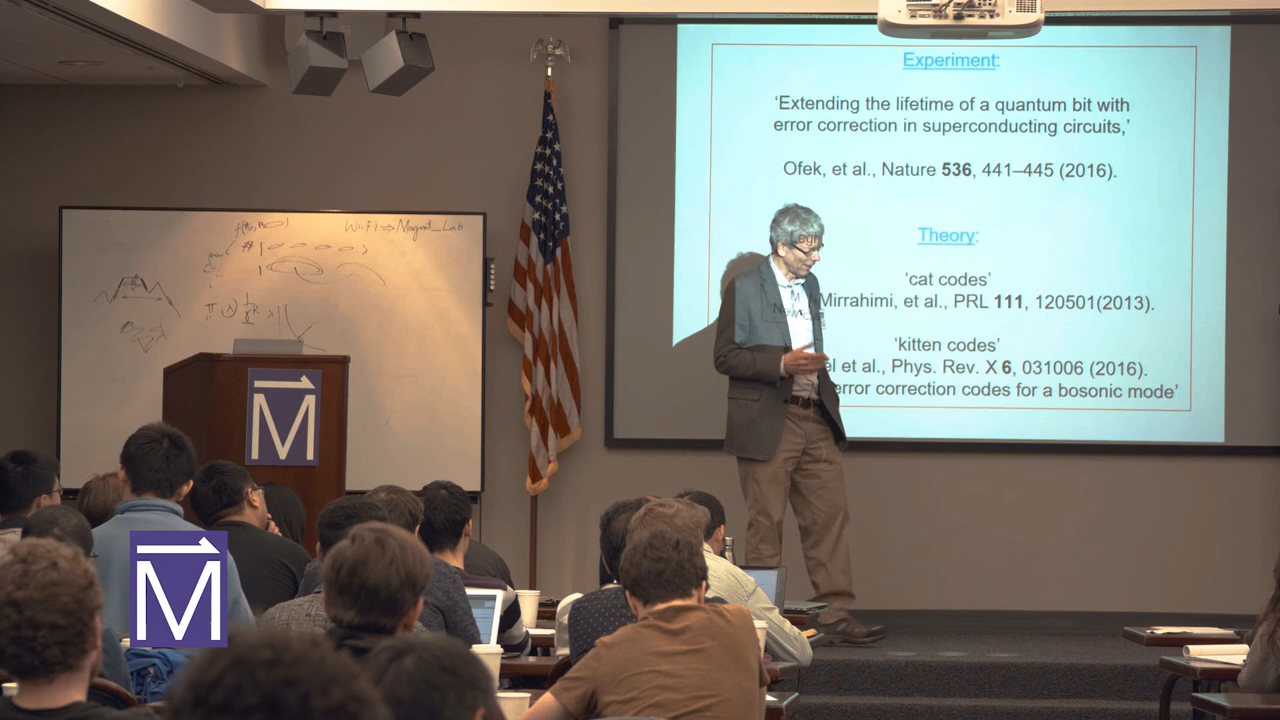 Experiment:
'Extending the lifetime of a quantum bit with
error correction in superconducting circuits,'
Ofek, et al., Nature 536, 441–445 (2016).
Theory:
'cat codes'
Mirrahimi, et al., PRL 111, 120501(2013).
'kitten codes'
el et al., Phys. Rev. X 6, 031006 (2016).
'New error correction codes for a bosonic mode'
WiFi ⇒ Magnet_Lab
M
M